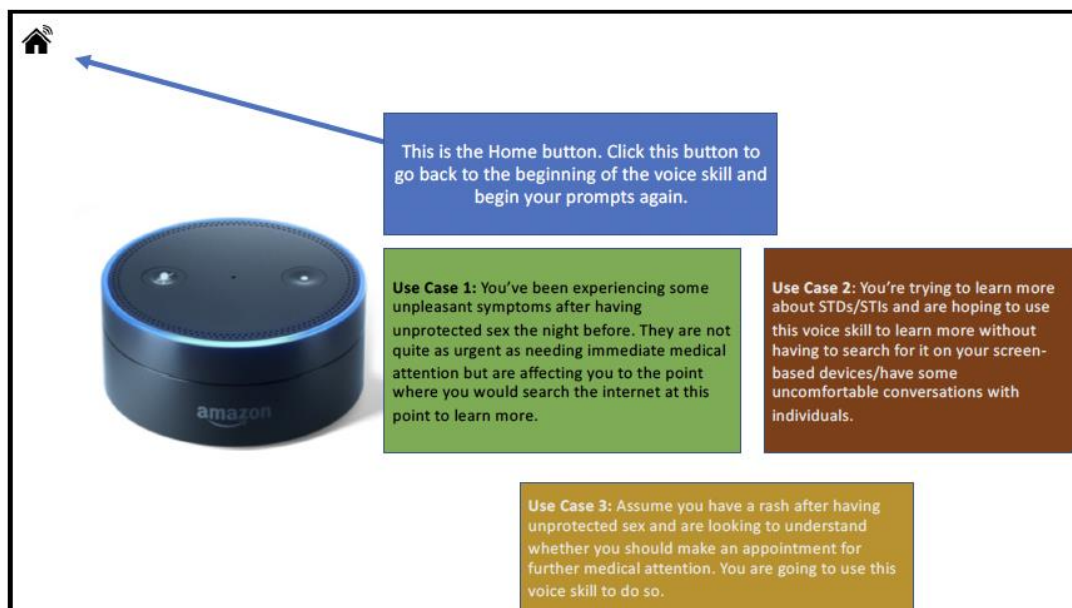 This is the Home button. Click this button to
go back to the beginning of the voice skill and
begin your prompts again.
Use Case 1: You’ve been experiencing some
unpleasant symptoms after having
unprotected sex the night before. They are not
quite as urgent as needing immediate medical
attention but are affecting you to the point
where you would search the internet at this
point to learn more.
Use Case 2: You’re trying to learn more
about STDs/STIs and are hoping to use
this voice skill to learn more without
having to search for it on your screen-
based devices/have some
uncomfortable conversations with
individuals.
amazon
Use Case 3: Assume you have a rash after having
unprotected sex and are looking to understand
whether you should make an appointment for
further medical attention. You are going to use this
voice skill to do so.